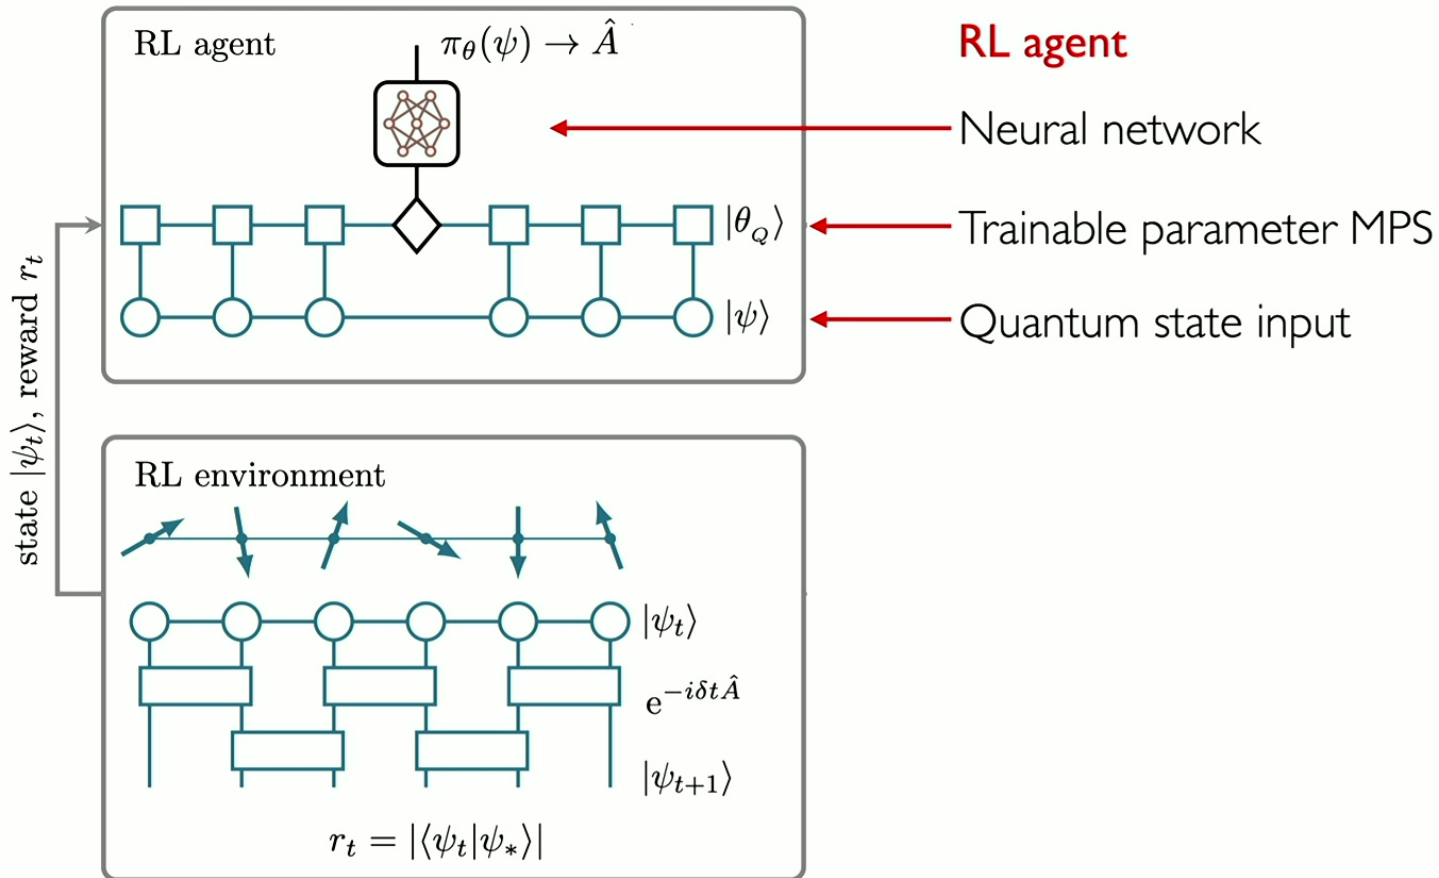 RL agent
π_θ(ψ) → Â
RL agent
Neural network
|θ_Q⟩
Trainable parameter MPS
|ψ⟩
Quantum state input
state |ψ_t⟩, reward r_t
RL environment
|ψ_t⟩
e^{-iδtÂ}
|ψ_{t+1}⟩
r_t = |⟨ψ_t|ψ_*⟩|